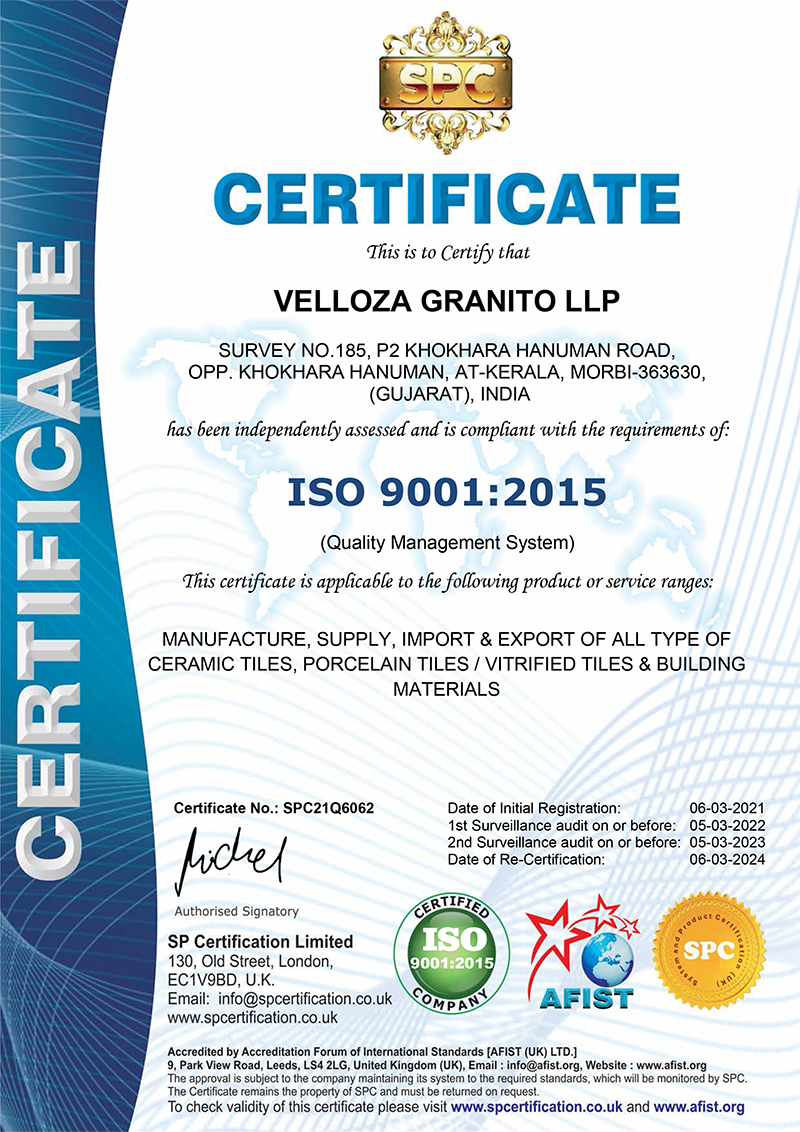 SPC
CERTIFICATE
CERTIFICATE
This is to Certify that
VELLOZA GRANITO LLP
SURVEY NO.185, P2 KHOKHARA HANUMAN ROAD,
OPP. KHOKHARA HANUMAN, AT-KERALA, MORBI-363630,
(GUJARAT), INDIA
has been independently assessed and is compliant with the requirements of:
ISO 9001:2015
(Quality Management System)
This certificate is applicable to the following product or service ranges:
MANUFACTURE, SUPPLY, IMPORT & EXPORT OF ALL TYPE OF
CERAMIC TILES, PORCELAIN TILES / VITRIFIED TILES & BUILDING
MATERIALS
Certificate No.: SPC21Q6062
Date of Initial Registration: 06-03-2021
1st Surveillance audit on or before: 05-03-2022
2nd Surveillance audit on or before: 05-03-2023
Date of Re-Certification: 06-03-2024
Authorised Signatory
SP Certification Limited
130, Old Street, London,
EC1V9BD, U.K.
Email: info@spcertification.co.uk
www.spcertification.co.uk
CERTIFIED
ISO
9001:2015
COMPANY
AFIST
System and Product Certification (UK)
SPC
Accredited by Accreditation Forum of International Standards [AFIST (UK) LTD.]
9, Park View Road, Leeds, LS4 2LG, United Kingdom (UK), Email : info@afist.org, Website : www.afist.org
The approval is subject to the company maintaining its system to the required standards, which will be monitored by SPC.
The Certificate remains the property of SPC and must be returned on request.
To check validity of this certificate please visit www.spcertification.co.uk and www.afist.org